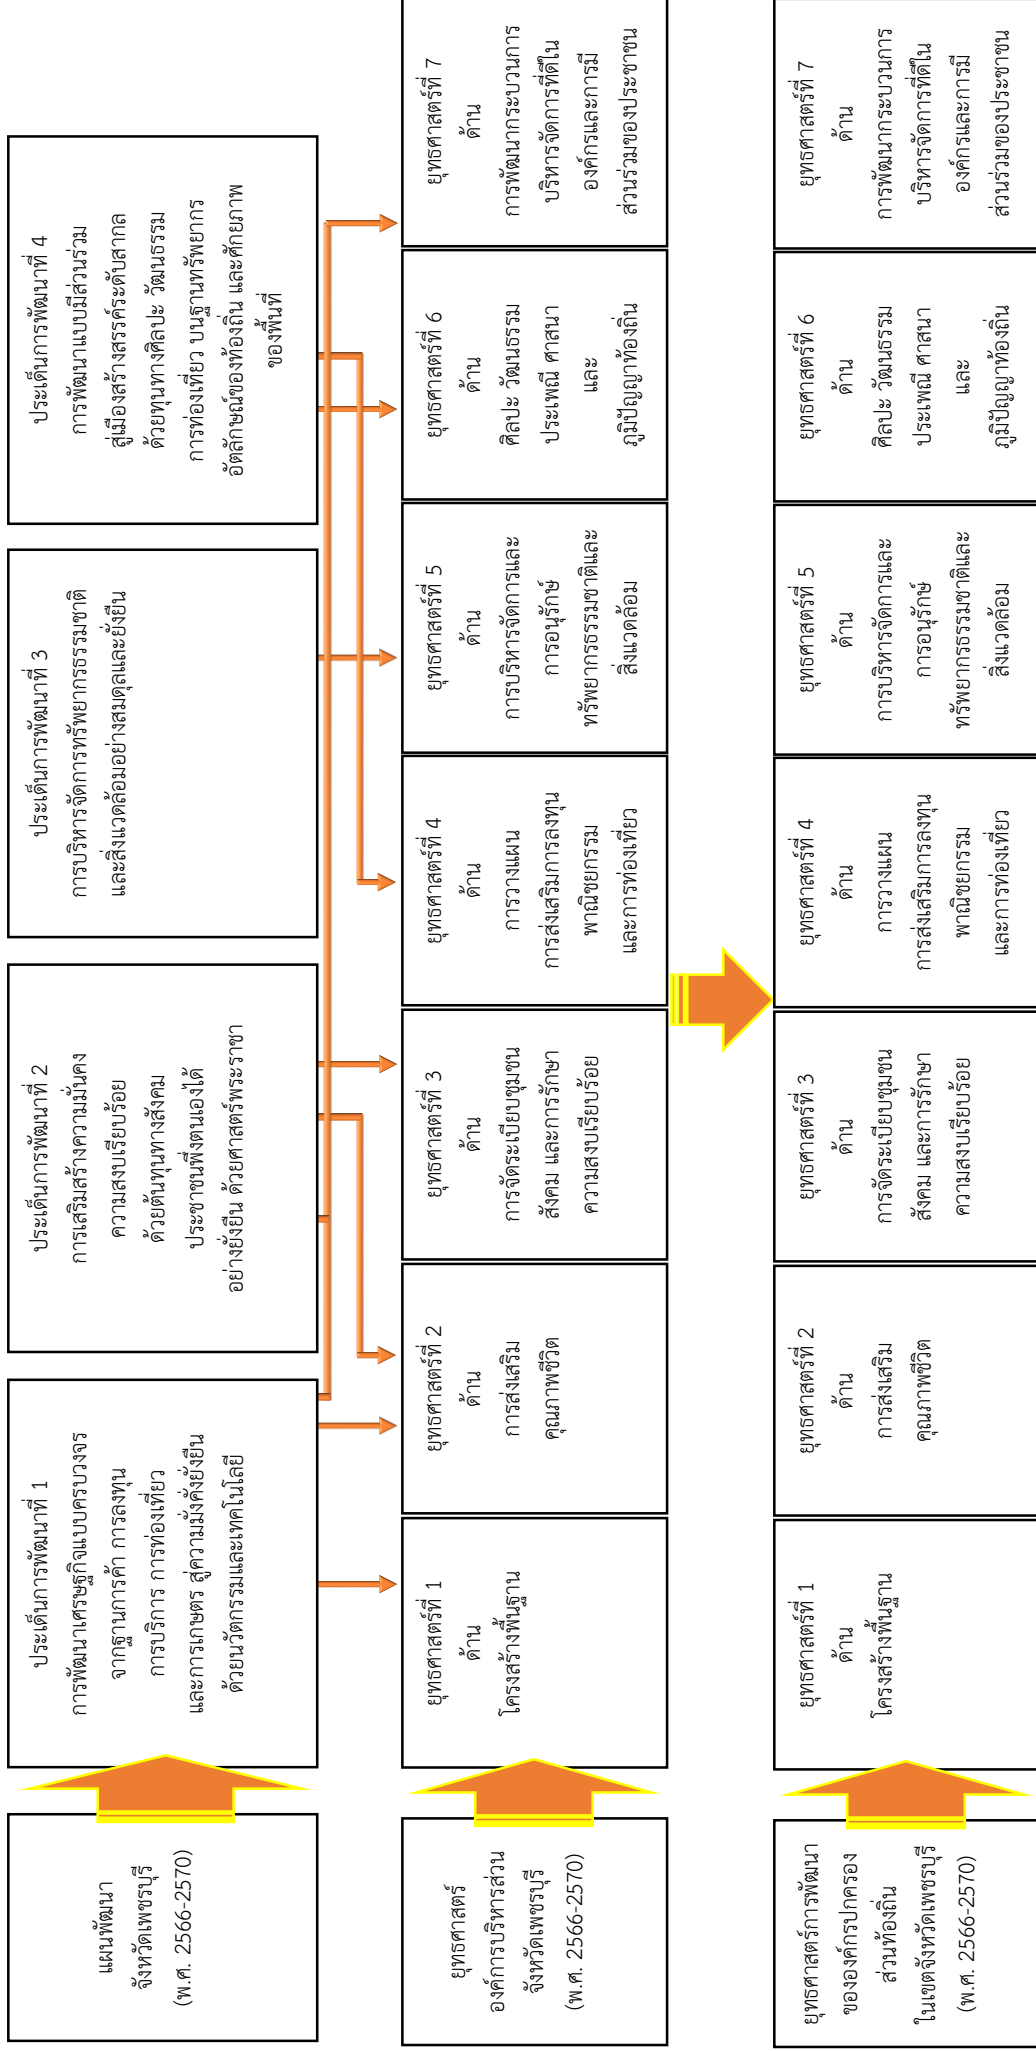 แผนพัฒนา
จังหวัดเพชรบุรี
(พ.ศ. 2566-2570)
ประเด็นการพัฒนาที่ 1
การพัฒนาเศรษฐกิจแบบครบวงจร
จากฐานการค้า การลงทุน
การบริการ การท่องเที่ยว
และการเกษตร สู่ความมั่งคั่งยั่งยืน
ด้วยนวัตกรรมและเทคโนโลยี
ประเด็นการพัฒนาที่ 2
การเสริมสร้างความมั่นคง
ความสงบเรียบร้อย
ด้วยต้นทุนทางสังคม
ประชาชนพึ่งตนเองได้
อย่างยั่งยืน ด้วยศาสตร์พระราชา
ประเด็นการพัฒนาที่ 3
การบริหารจัดการทรัพยากรธรรมชาติ
และสิ่งแวดล้อมอย่างสมดุลและยั่งยืน
ประเด็นการพัฒนาที่ 4
การพัฒนาแบบมีส่วนร่วม
สู่เมืองสร้างสรรค์ระดับสากล
ด้วยทุนทางศิลปะ วัฒนธรรม
การท่องเที่ยว บนฐานทรัพยากร
อัตลักษณ์ของท้องถิ่น และศักยภาพ
ของพื้นที่
ยุทธศาสตร์
องค์การบริหารส่วน
จังหวัดเพชรบุรี
(พ.ศ. 2566-2570)
ยุทธศาสตร์ที่ 1
ด้าน
โครงสร้างพื้นฐาน
ยุทธศาสตร์ที่ 2
ด้าน
การส่งเสริม
คุณภาพชีวิต
ยุทธศาสตร์ที่ 3
ด้าน
การจัดระเบียบชุมชน
สังคม และการรักษา
ความสงบเรียบร้อย
ยุทธศาสตร์ที่ 4
ด้าน
การวางแผน
การส่งเสริมการลงทุน
พาณิชยกรรม
และการท่องเที่ยว
ยุทธศาสตร์ที่ 5
ด้าน
การบริหารจัดการและ
การอนุรักษ์
ทรัพยากรธรรมชาติและ
สิ่งแวดล้อม
ยุทธศาสตร์ที่ 6
ด้าน
ศิลปะ วัฒนธรรม
ประเพณี ศาสนา
และ
ภูมิปัญญาท้องถิ่น
ยุทธศาสตร์ที่ 7
ด้าน
การพัฒนากระบวนการ
บริหารจัดการที่ดีใน
องค์กรและการมี
ส่วนร่วมของประชาชน
ยุทธศาสตร์การพัฒนา
ขององค์กรปกครอง
ส่วนท้องถิ่น
ในเขตจังหวัดเพชรบุรี
(พ.ศ. 2566-2570)
ยุทธศาสตร์ที่ 1
ด้าน
โครงสร้างพื้นฐาน
ยุทธศาสตร์ที่ 2
ด้าน
การส่งเสริม
คุณภาพชีวิต
ยุทธศาสตร์ที่ 3
ด้าน
การจัดระเบียบชุมชน
สังคม และการรักษา
ความสงบเรียบร้อย
ยุทธศาสตร์ที่ 4
ด้าน
การวางแผน
การส่งเสริมการลงทุน
พาณิชยกรรม
และการท่องเที่ยว
ยุทธศาสตร์ที่ 5
ด้าน
การบริหารจัดการและ
การอนุรักษ์
ทรัพยากรธรรมชาติและ
สิ่งแวดล้อม
ยุทธศาสตร์ที่ 6
ด้าน
ศิลปะ วัฒนธรรม
ประเพณี ศาสนา
และ
ภูมิปัญญาท้องถิ่น
ยุทธศาสตร์ที่ 7
ด้าน
การพัฒนากระบวนการ
บริหารจัดการที่ดีใน
องค์กรและการมี
ส่วนร่วมของประชาชน